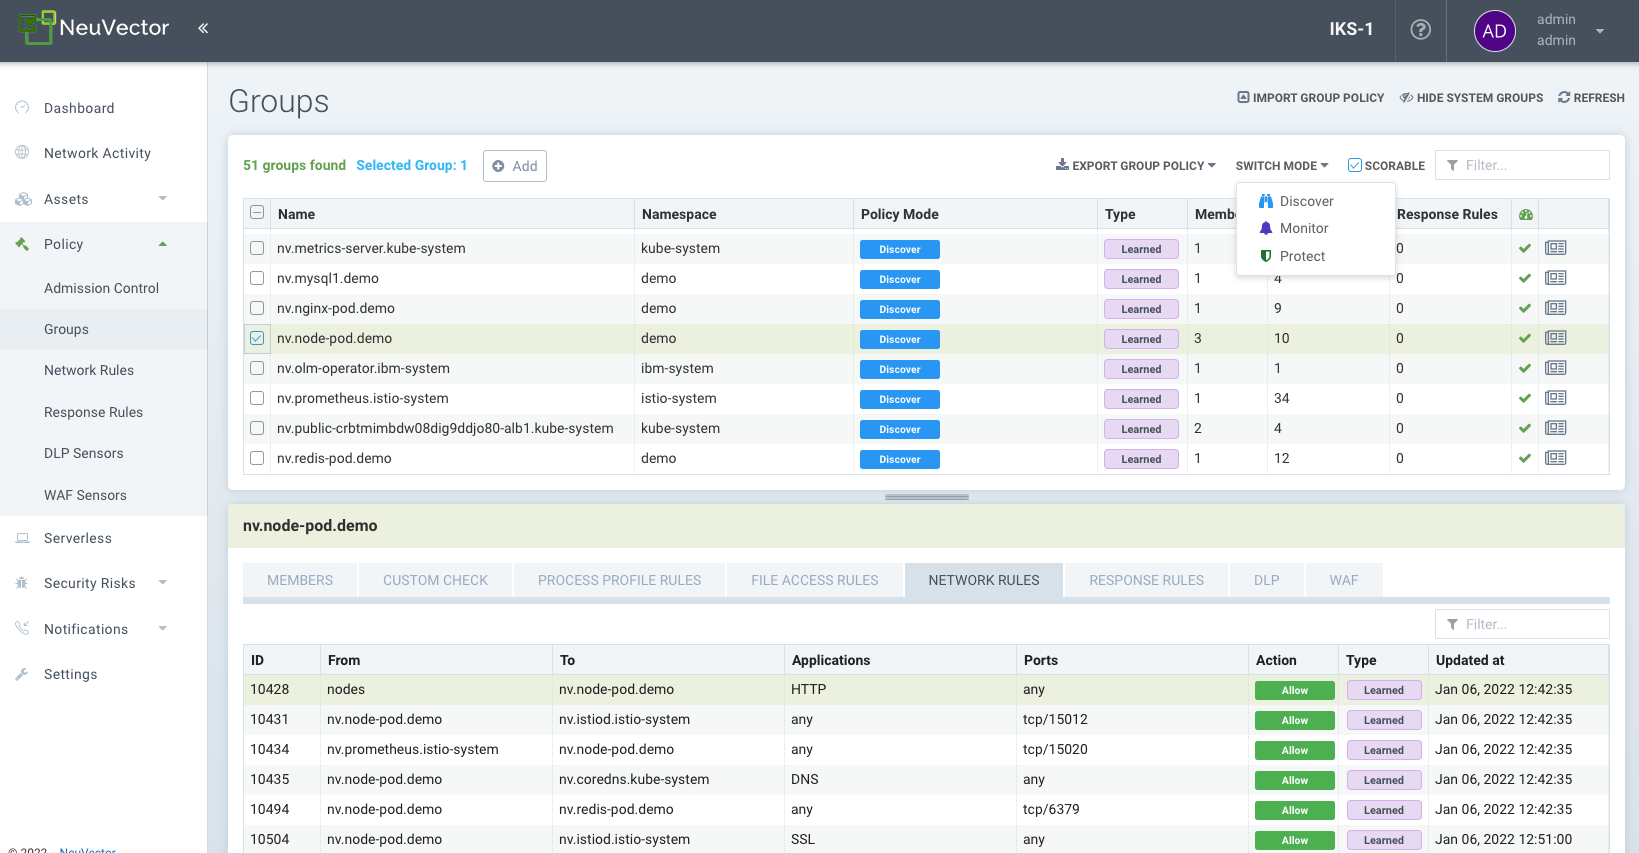 NeuVector «
IKS-1
AD
admin
admin
Dashboard
Network Activity
Assets
Policy
Admission Control
Groups
Network Rules
Response Rules
DLP Sensors
WAF Sensors
Serverless
Security Risks
Notifications
Settings
© 2022 - NeuVector
Groups
IMPORT GROUP POLICY HIDE SYSTEM GROUPS REFRESH
51 groups found Selected Group: 1 Add
EXPORT GROUP POLICY SWITCH MODE SCORABLE Filter...
Discover
Monitor
Protect
Name Namespace Policy Mode Type Membe Response Rules
nv.metrics-server.kube-system kube-system Discover Learned 1 0
nv.mysql1.demo demo Discover Learned 1 4 0
nv.nginx-pod.demo demo Discover Learned 1 9 0
nv.node-pod.demo demo Discover Learned 3 10 0
nv.olm-operator.ibm-system ibm-system Discover Learned 1 1 0
nv.prometheus.istio-system istio-system Discover Learned 1 34 0
nv.public-crbtmimbdw08dig9ddjo80-alb1.kube-system kube-system Discover Learned 2 4 0
nv.redis-pod.demo demo Discover Learned 1 12 0
nv.node-pod.demo
MEMBERS CUSTOM CHECK PROCESS PROFILE RULES FILE ACCESS RULES NETWORK RULES RESPONSE RULES DLP WAF
Filter...
ID From To Applications Ports Action Type Updated at
10428 nodes nv.node-pod.demo HTTP any Allow Learned Jan 06, 2022 12:42:35
10431 nv.node-pod.demo nv.istiod.istio-system any tcp/15012 Allow Learned Jan 06, 2022 12:42:35
10434 nv.prometheus.istio-system nv.node-pod.demo any tcp/15020 Allow Learned Jan 06, 2022 12:42:35
10435 nv.node-pod.demo nv.coredns.kube-system DNS any Allow Learned Jan 06, 2022 12:42:35
10494 nv.node-pod.demo nv.redis-pod.demo any tcp/6379 Allow Learned Jan 06, 2022 12:42:35
10504 nv.node-pod.demo nv.istiod.istio-system SSL any Allow Learned Jan 06, 2022 12:51:00